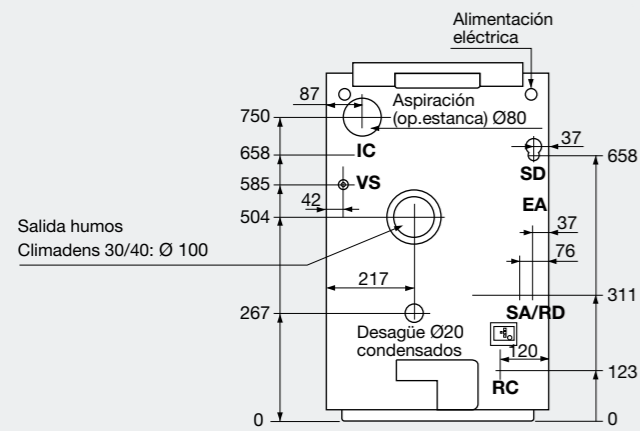 Alimentación
eléctrica
87
Aspiración
(op.estanca) Ø80
750
37
658
IC
658
SD
585
VS
EA
42
504
37
Salida humos
Climadens 30/40: Ø 100
76
217
311
267
SA/RD
Desagüe Ø20
condensados
120
123
RC
0
0